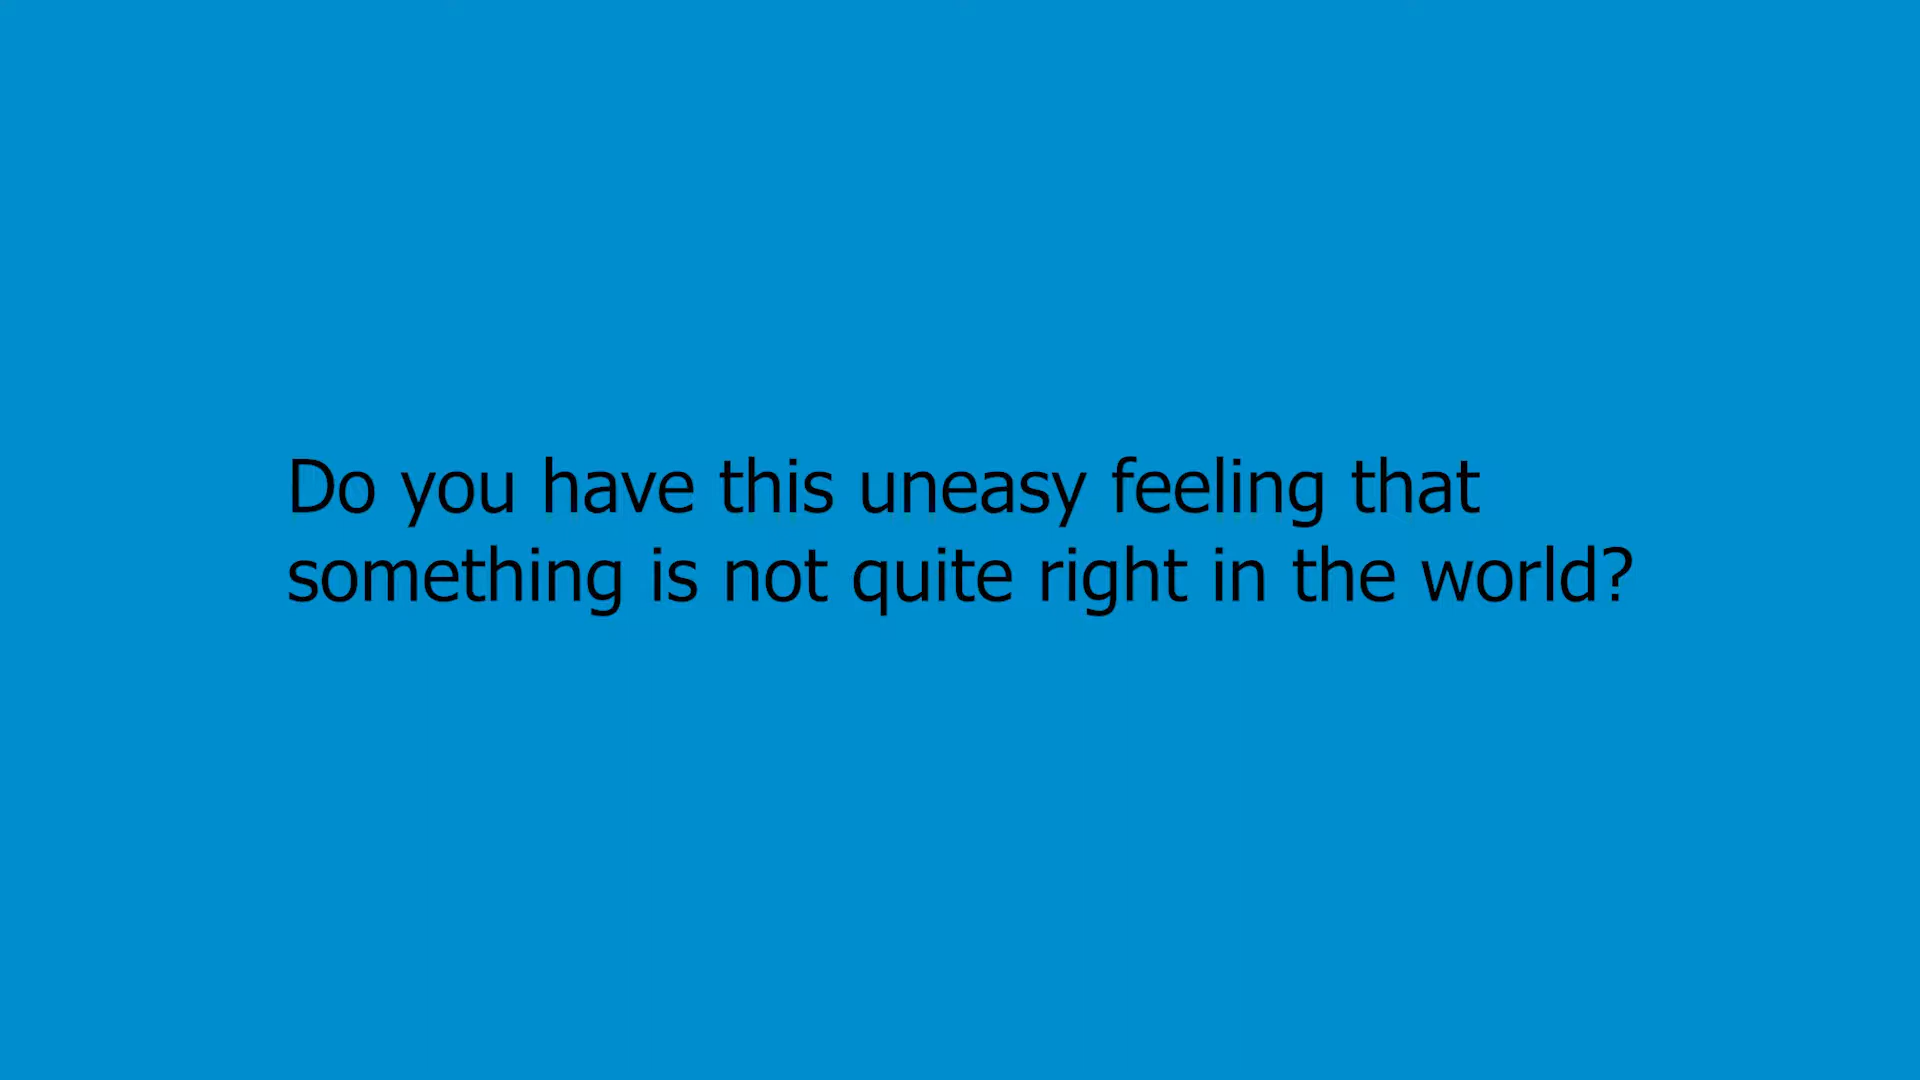 Do you have this uneasy feeling that
something is not quite right in the world?